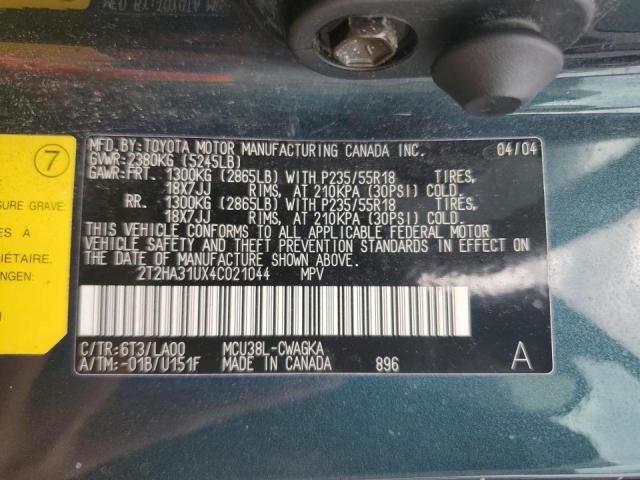 MFD.BY:TOYOTA MOTOR MANUFACTURING CANADA INC. 04/04
GVWR:2380KG (5245LB)
GAWR:FRT. 1300KG (2865LB) WITH P235/55R18 TIRES,
18X7JJ RIMS, AT 210KPA (30PSI) COLD.
RR. 1300KG (2865LB) WITH P235/55R18 TIRES,
18X7JJ RIMS, AT 210KPA (30PSI) COLD.
THIS VEHICLE CONFORMS TO ALL APPLICABLE FEDERAL MOTOR
VEHICLE SAFETY AND THEFT PREVENTION STANDARDS IN EFFECT ON
THE DATE OF MANUFACTURE SHOWN ABOVE.
2T2HA31UX4C021044 MPV
C/TR:6T3/LA00 MCU38L-CWAGKA
A/TM:-01B/U151F MADE IN CANADA 896 A
7
SURE GRAVE
ES À
IÉTAIRE.
NGEN: